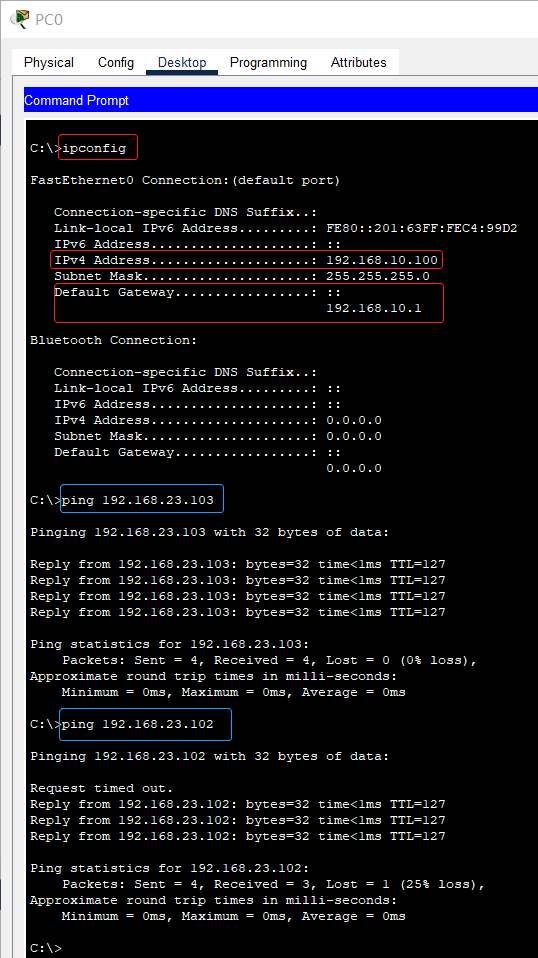 PC0
Physical Config Desktop Programming Attributes
Command Prompt
C:\>ipconfig
FastEthernet0 Connection:(default port)
Connection-specific DNS Suffix..:
Link-local IPv6 Address.........: FE80::201:63FF:FEC4:99D2
IPv6 Address....................: ::
IPv4 Address....................: 192.168.10.100
Subnet Mask.....................: 255.255.255.0
Default Gateway.................: ::
192.168.10.1
Bluetooth Connection:
Connection-specific DNS Suffix..:
Link-local IPv6 Address.........: ::
IPv6 Address....................: ::
IPv4 Address....................: 0.0.0.0
Subnet Mask.....................: 0.0.0.0
Default Gateway.................: ::
0.0.0.0
C:\>ping 192.168.23.103
Pinging 192.168.23.103 with 32 bytes of data:
Reply from 192.168.23.103: bytes=32 time<1ms TTL=127
Reply from 192.168.23.103: bytes=32 time<1ms TTL=127
Reply from 192.168.23.103: bytes=32 time<1ms TTL=127
Reply from 192.168.23.103: bytes=32 time<1ms TTL=127
Ping statistics for 192.168.23.103:
Packets: Sent = 4, Received = 4, Lost = 0 (0% loss),
Approximate round trip times in milli-seconds:
Minimum = 0ms, Maximum = 0ms, Average = 0ms
C:\>ping 192.168.23.102
Pinging 192.168.23.102 with 32 bytes of data:
Request timed out.
Reply from 192.168.23.102: bytes=32 time<1ms TTL=127
Reply from 192.168.23.102: bytes=32 time<1ms TTL=127
Reply from 192.168.23.102: bytes=32 time<1ms TTL=127
Ping statistics for 192.168.23.102:
Packets: Sent = 4, Received = 3, Lost = 1 (25% loss),
Approximate round trip times in milli-seconds:
Minimum = 0ms, Maximum = 0ms, Average = 0ms
C:\>